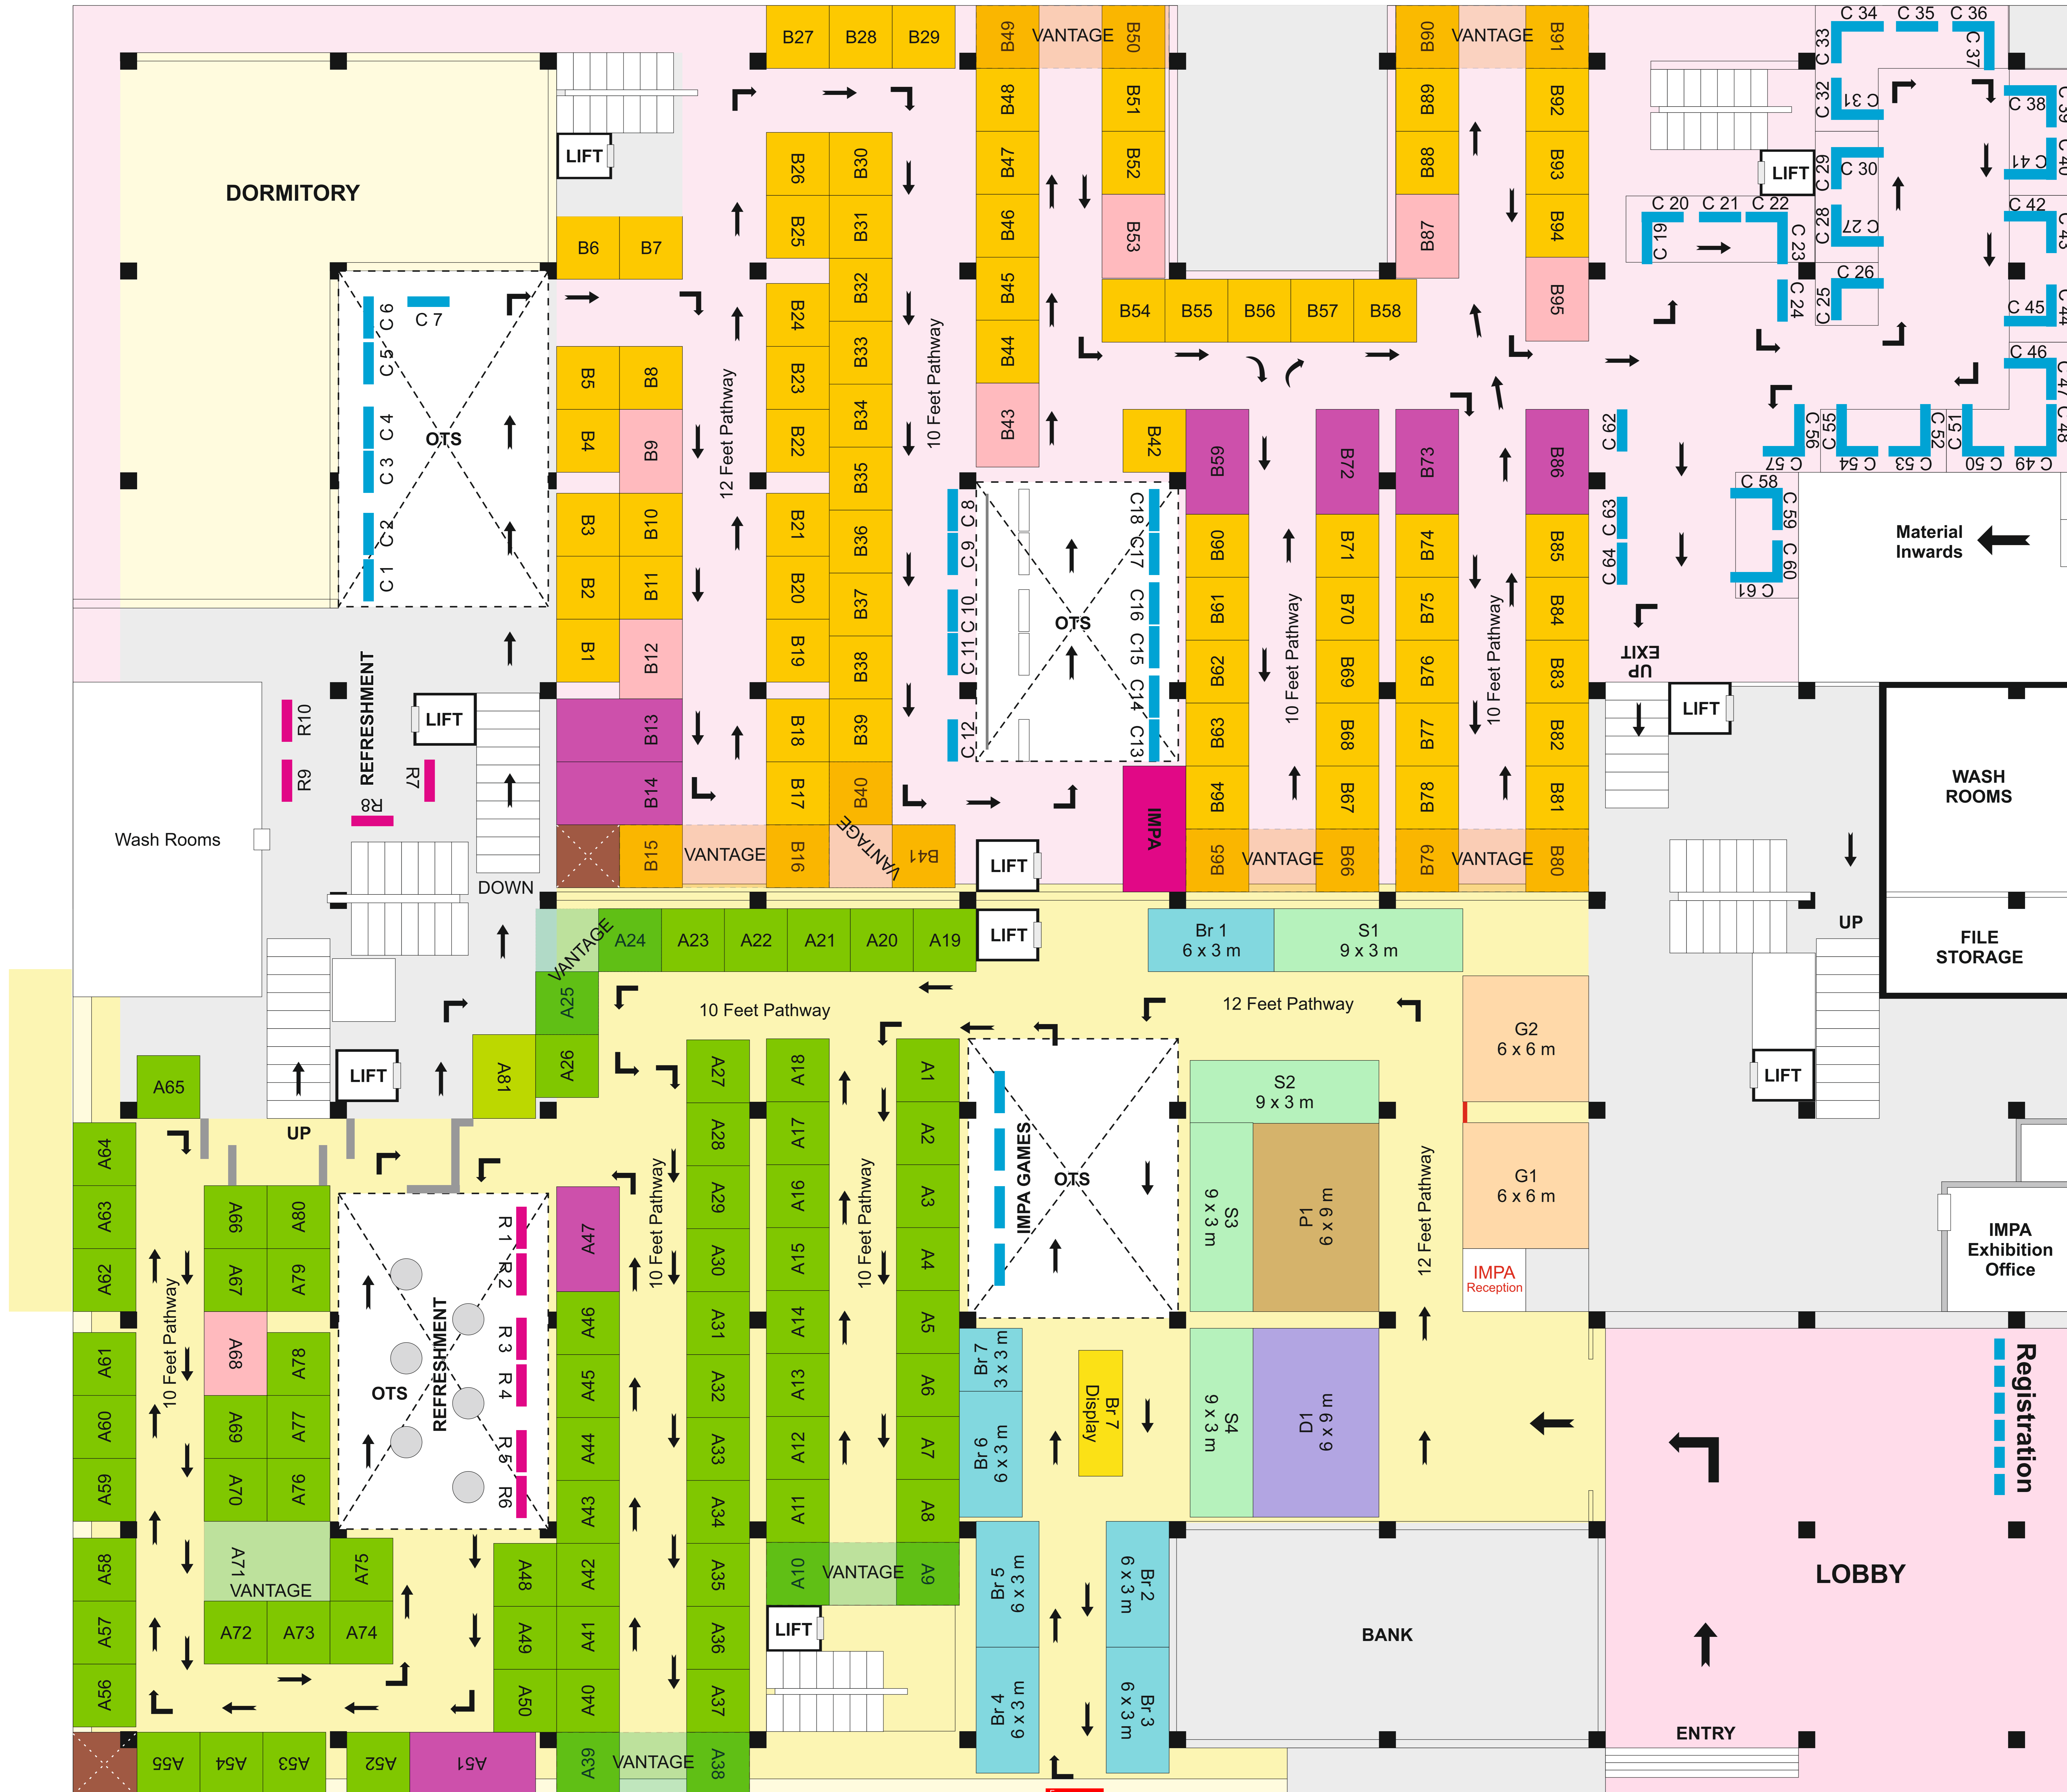 B27
B28
B29
B49
VANTAGE
B50
B90
VANTAGE
B91
C 33
C 34
C 35
C 36
C 37
DORMITORY
LIFT
B6
B7
B26
B30
B25
B31
B24
B32
B23
B33
B22
B34
B35
B48
B47
B46
B45
B44
B43
B51
B52
B53
B54
B55
B56
B57
B58
B89
B88
B87
B92
B93
B94
B95
LIFT
C 32
C 31
C 29
C 30
C 28
C 27
C 26
C 25
C 20
C 21
C 22
C 19
C 23
C 24
C 38
C 39
C 40
C 41
C 42
C 43
C 44
C 45
C 46
C 47
C 48
C 49
C 50
C 51
C 52
C 53
C 54
C 55
C 56
C 57
C 58
C 59
C 60
C 61
C 62
C 63
C 64
C 6
C 7
C 5
C 4
C 3
C 2
C 1
OTS
B5
B8
B4
B9
B3
B10
B2
B11
B1
B12
B13
B14
12 Feet Pathway
10 Feet Pathway
B21
B36
B20
B37
B19
B38
B18
B39
B17
B40
B15
VANTAGE
B16
VANTAGE
B41
C 8
C 9
C 10
C 11
C 12
OTS
C18
C17
C16
C15
C14
C13
B42
B59
B72
B73
B86
B60
B71
B74
B85
B61
B70
B75
B84
B62
B69
B76
B83
B63
B68
B77
B82
B64
B67
B78
B81
B65
VANTAGE
B66
B79
VANTAGE
B80
10 Feet Pathway
10 Feet Pathway
IMPA
LIFT
Material
Inwards
UP
EXIT
LIFT
WASH
ROOMS
UP
FILE
STORAGE
LIFT
R10
R9
REFRESHMENT
R8
R7
LIFT
Wash Rooms
DOWN
VANTAGE
A24
A23
A22
A21
A20
A19
LIFT
Br 1
6 x 3 m
S1
9 x 3 m
A25
A26
10 Feet Pathway
12 Feet Pathway
G2
6 x 6 m
A65
LIFT
A81
UP
A64
A63
A62
A61
A60
A59
A58
A57
A56
10 Feet Pathway
A66
A80
A67
A79
A68
A78
A69
A77
A70
A76
A71
VANTAGE
A75
A72
A73
A74
A55
A54
A53
A52
A51
OTS
REFRESHMENT
R 1
R 2
R 3
R 4
R 5
R6
A47
A46
A45
A44
A43
A48
A42
A49
A41
A50
A40
A39
VANTAGE
A38
10 Feet Pathway
A27
A28
A29
A30
A31
A32
A33
A34
A35
A36
A37
A18
A17
A16
A15
A14
A13
A12
A11
A10
VANTAGE
A9
10 Feet Pathway
A1
A2
A3
A4
A5
A6
A7
A8
LIFT
IMPA GAMES
OTS
S2
9 x 3 m
S3
9 x 3 m
P1
6 x 9 m
12 Feet Pathway
G1
6 x 6 m
IMPA
Reception
IMPA
Exhibition
Office
Br 7
3 x 3 m
Br 6
6 x 3 m
Br 7
Display
S4
9 x 3 m
D1
6 x 9 m
Br 5
6 x 3 m
Br 2
6 x 3 m
Br 4
6 x 3 m
Br 3
6 x 3 m
BANK
Registration
LOBBY
ENTRY